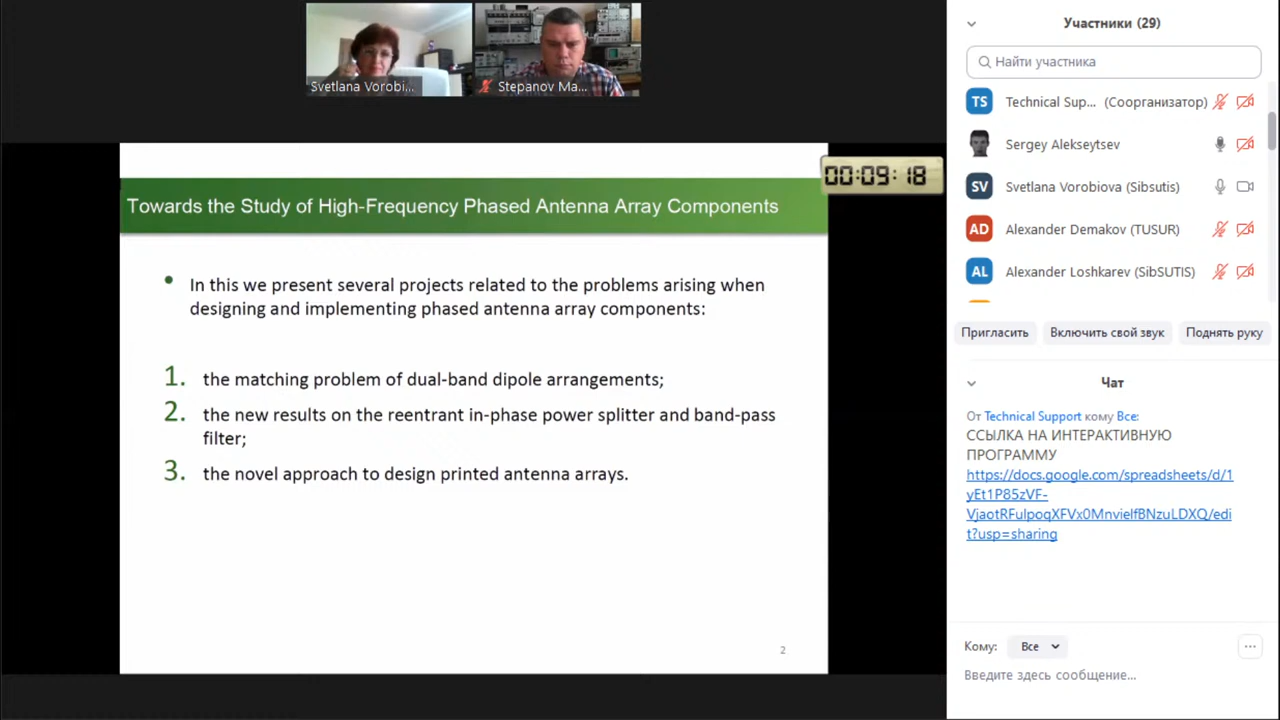 Svetlana Vorobi...
Stepanov Ma...
00:09:18
Towards the Study of High-Frequency Phased Antenna Array Components
• In this we present several projects related to the problems arising when
designing and implementing phased antenna array components:
1. the matching problem of dual-band dipole arrangements;
2. the new results on the reentrant in-phase power splitter and band-pass
filter;
3. the novel approach to design printed antenna arrays.
2
Участники (29)
Найти участника
TS Technical Sup... (Соорганизатор)
Sergey Alekseytsev
SV Svetlana Vorobiova (Sibsutis)
AD Alexander Demakov (TUSUR)
AL Alexander Loshkarev (SibSUTIS)
Пригласить Включить свой звук Поднять руку
Чат
От Technical Support кому Все:
ССЫЛКА НА ИНТЕРАКТИВНУЮ
ПРОГРАММУ
https://docs.google.com/spreadsheets/d/1
yEt1P85zVF-
VjaotRFulpoqXFVx0MnvielfBNzuLDXQ/edi
t?usp=sharing
Кому: Все
Введите здесь сообщение...